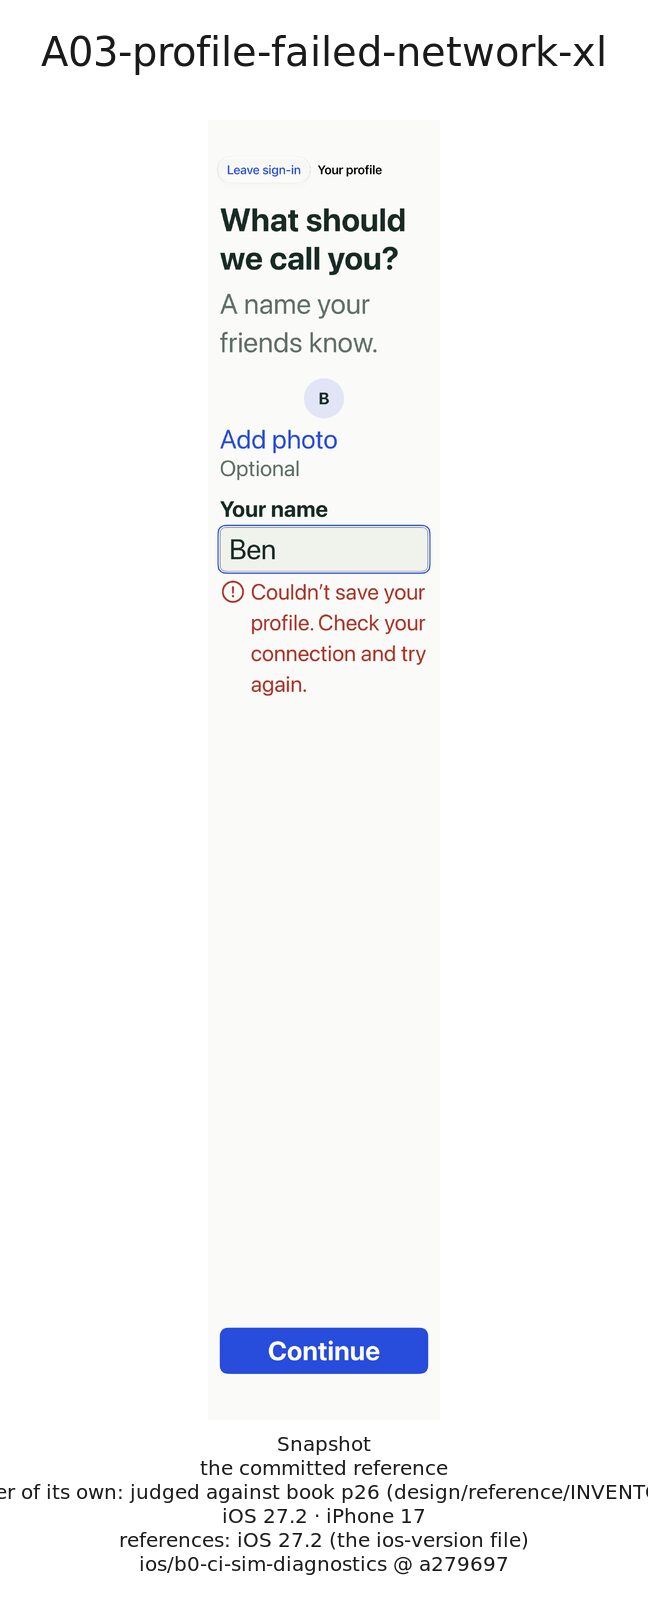 A03-profile-failed-network-xl
Leave sign-in Your profile
What should
we call you?
A name your
friends know.
B
Add photo
Optional
Your name
Ben
Couldn’t save your
profile. Check your
connection and try
again.
Continue
Snapshot
the committed reference
of its own: judged against book p26 (design/reference/
iOS 27.2 · iPhone 17
references: iOS 27.2 (the ios-version file)
ios/b0-ci-sim-diagnostics @ a279697